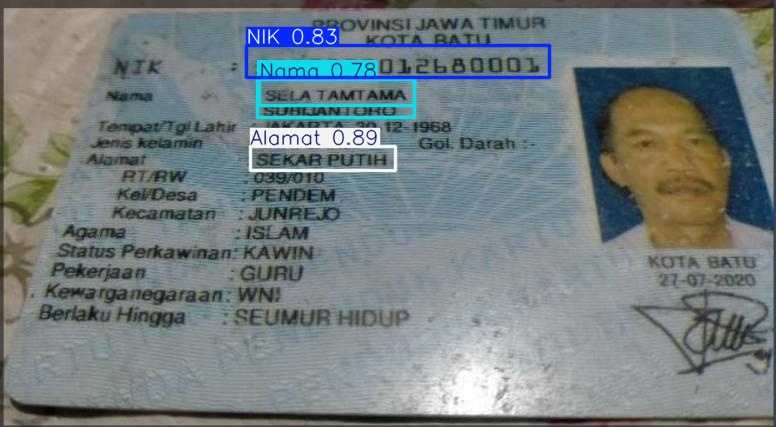 PROVINSI JAWA TIMUR
KOTA BATU
NIK 0.83
NIK : 012680001
Nama 0.78
Nama SELA TAMTAMA
SUBIJANTORO
Tempat/Tgl Lahir : JAKARTA, 20-12-1968
Jenis kelamin Gol. Darah :-
Alamat 0.89
Alamat SEKAR PUTIH
RT/RW : 039/010
Kel/Desa : PENDEM
Kecamatan : JUNREJO
Agama : ISLAM
Status Perkawinan: KAWIN
Pekerjaan : GURU
Kewarganegaraan: WNI
Berlaku Hingga : SEUMUR HIDUP
KOTA BATU
27-07-2020